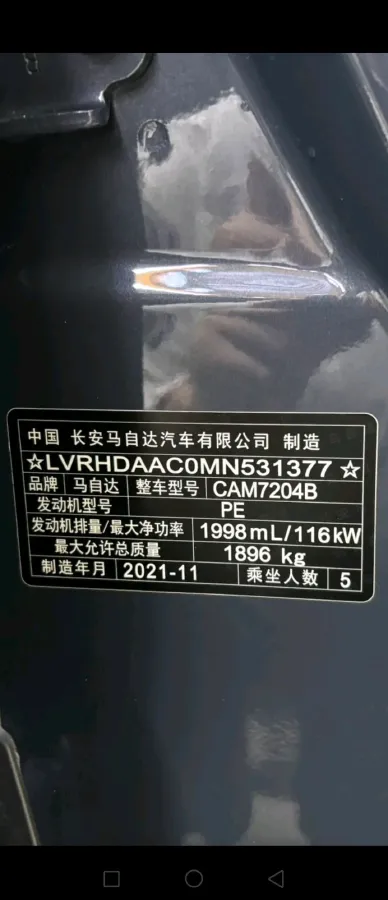 中国 长安马自达汽车有限公司 制造
☆LVRHDAAC0MN531377☆
品牌 马自达 整车型号 CAM7204B
发动机型号 PE
发动机排量/最大净功率 1998mL/116kW
最大允许总质量 1896 kg
制造年月 2021-11 乘坐人数 5